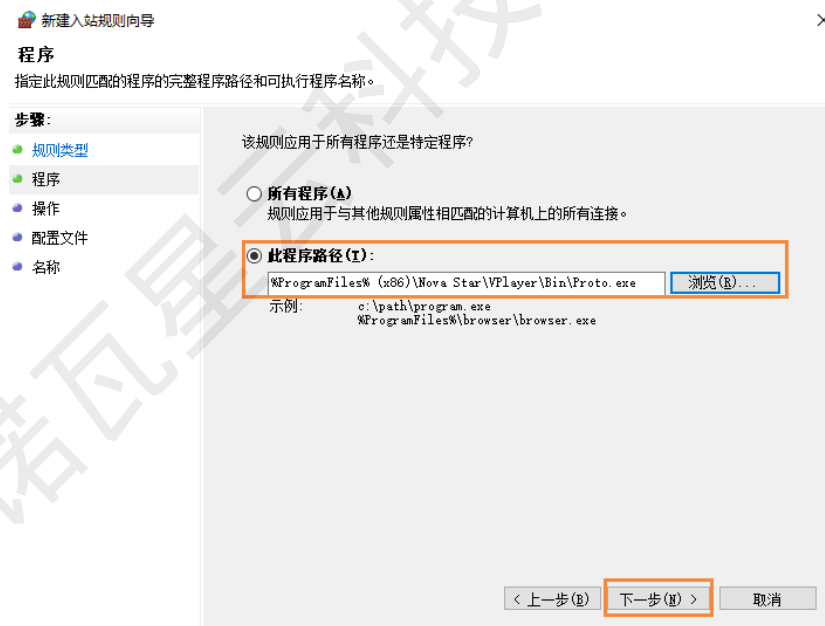 新建入站规则向导
程序
指定此规则匹配的程序的完整程序路径和可执行程序名称。
步骤:
规则类型
程序
操作
配置文件
名称
该规则应用于所有程序还是特定程序?
所有程序(A)
规则应用于与其他规则属性相匹配的计算机上的所有连接。
此程序路径(T):
%ProgramFiles% (x86)\Nova Star\VPlayer\Bin\Proto.exe
浏览(R)...
示例: c:\path\program.exe
%ProgramFiles%\browser\browser.exe
< 上一步(B)
下一步(N) >
取消
诺瓦星云科技